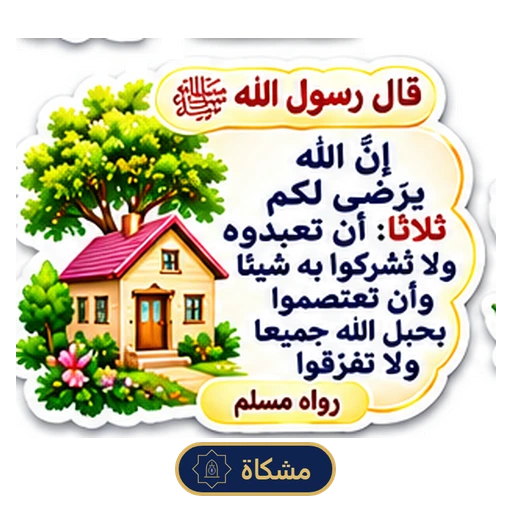 قال رسول الله ﷺ
إنَّ الله
يرّضى لكم
ثلاثًا: أن تعبدوه
ولا تُشركوا به شيئًا
وأن تعتصموا
بحبل الله جميعا
ولا تفرّقوا
رواه مسلم
مشكاة